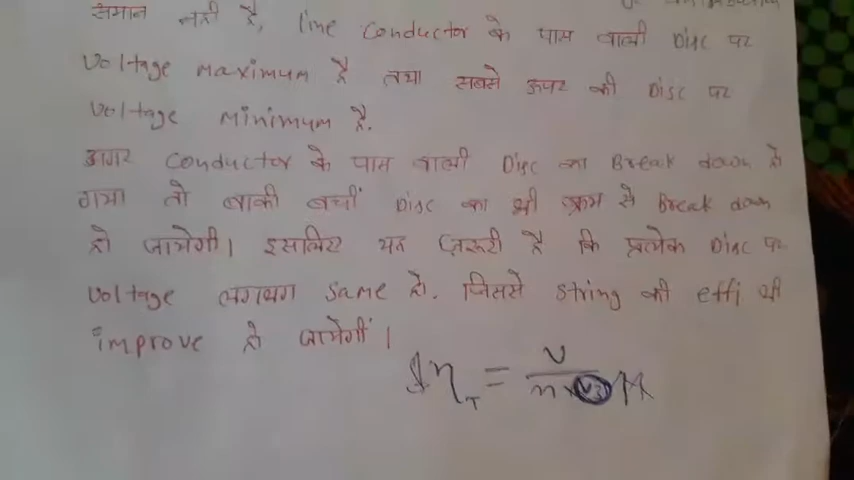 समान नहीं है, line Conductor के पास वाली Disc पर
Voltage maximum है तथा सबसे ऊपर की Disc पर
Voltage minimum है.
अगर Conductor के पास वाली Disc का Break down हो
गया तो बाकी बचीं Disc का भी क्रम से Break down
हो जायेगी। इसलिए यह ज़रूरी है कि प्रत्येक Disc पर
Voltage लगभग same हो. जिससे string की effi भी
improve हो जायेगीं।
η = V / n × V3